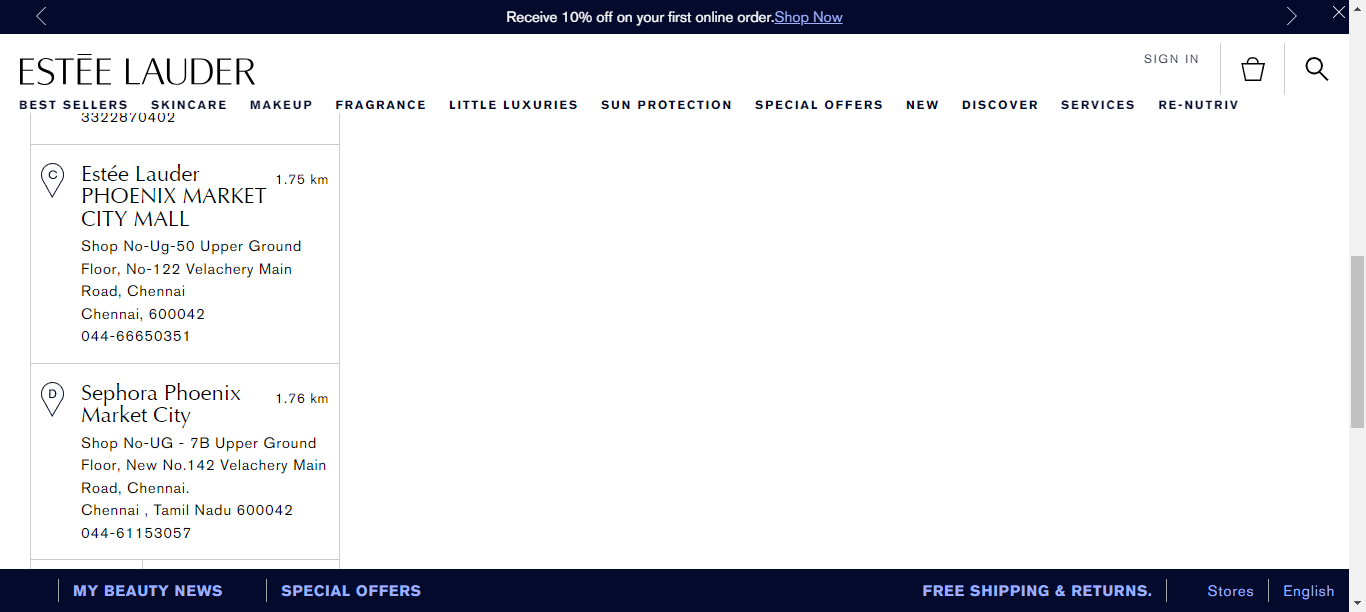 Receive 10% off on your first online order.Shop Now
ESTĒE LAUDER
SIGN IN
BEST SELLERS SKINCARE MAKEUP FRAGRANCE LITTLE LUXURIES SUN PROTECTION SPECIAL OFFERS NEW DISCOVER SERVICES RE-NUTRIV
3322870402
C
Estée Lauder
1.75 km
PHOENIX MARKET
CITY MALL
Shop No-Ug-50 Upper Ground
Floor, No-122 Velachery Main
Road, Chennai
Chennai, 600042
044-66650351
D
Sephora Phoenix
1.76 km
Market City
Shop No-UG - 7B Upper Ground
Floor, New No.142 Velachery Main
Road, Chennai.
Chennai , Tamil Nadu 600042
044-61153057
MY BEAUTY NEWS SPECIAL OFFERS FREE SHIPPING & RETURNS. Stores English